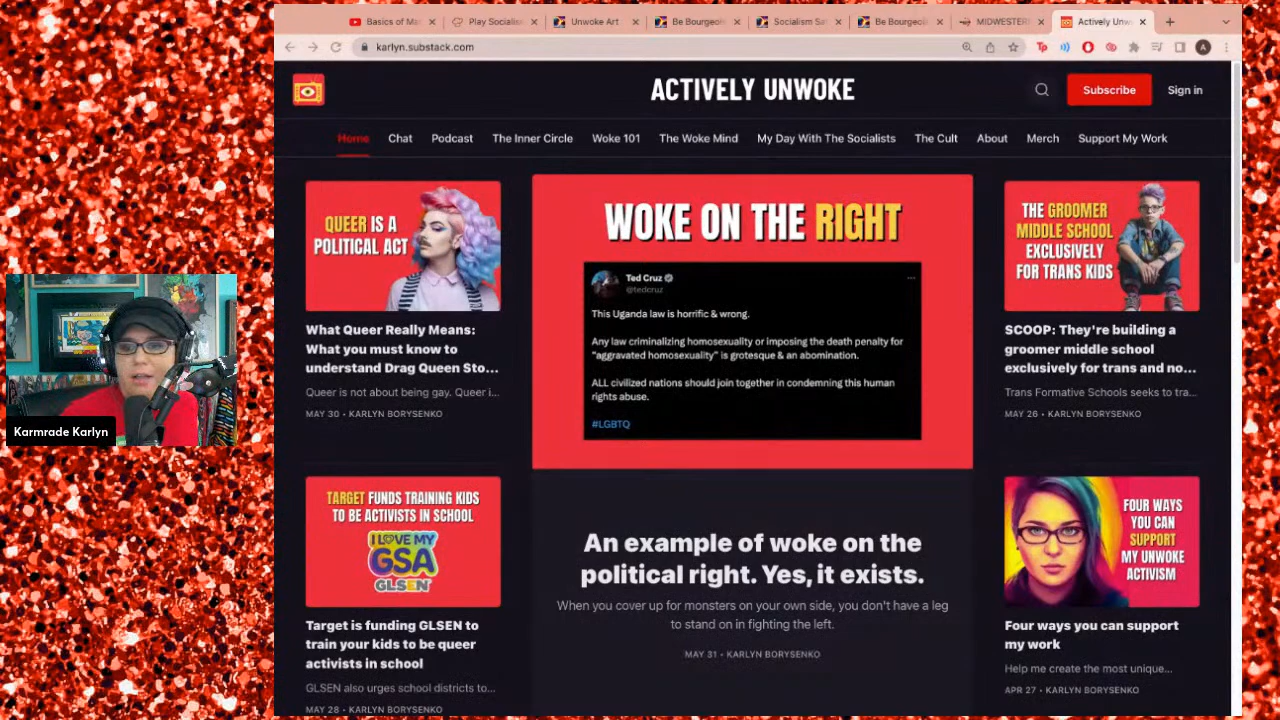 Basics of Ma
Play Socialis
Unwoke Art
Be Bourgeoi
Socialism Sa
Be Bourgeoi
MIDWESTER
Actively Unw
karlyn.substack.com
A
ACTIVELY UNWOKE
Subscribe
Sign in
Home
Chat
Podcast
The Inner Circle
Woke 101
The Woke Mind
My Day With The Socialists
The Cult
About
Merch
Support My Work
QUEER IS A
POLITICAL ACT
What Queer Really Means:
What you must know to
understand Drag Queen Sto...
Queer is not about being gay. Queer i...
MAY 30 • KARLYN BORYSENKO
TARGET FUNDS TRAINING KIDS
TO BE ACTIVISTS IN SCHOOL
I LOVE MY
GSA
GLSEN
Target is funding GLSEN to
train your kids to be queer
activists in school
GLSEN also urges school districts to...
MAY 28 • KARLYN BORYSENKO
WOKE ON THE RIGHT
Ted Cruz
@tedcruz
This Uganda law is horrific & wrong.
Any law criminalizing homosexuality or imposing the death penalty for
“aggravated homosexuality” is grotesque & an abomination.
ALL civilized nations should join together in condemning this human
rights abuse.
#LGBTQ
An example of woke on the
political right. Yes, it exists.
When you cover up for monsters on your own side, you don't have a leg
to stand on in fighting the left.
MAY 31 • KARLYN BORYSENKO
THE GROOMER
MIDDLE SCHOOL
EXCLUSIVELY
FOR TRANS KIDS
SCOOP: They're building a
groomer middle school
exclusively for trans and no...
Trans Formative Schools seeks to tra...
MAY 26 • KARLYN BORYSENKO
FOUR WAYS
YOU CAN
SUPPORT
MY UNWOKE
ACTIVISM
Four ways you can support
my work
Help me create the most unique...
APR 27 • KARLYN BORYSENKO
Karmrade Karlyn